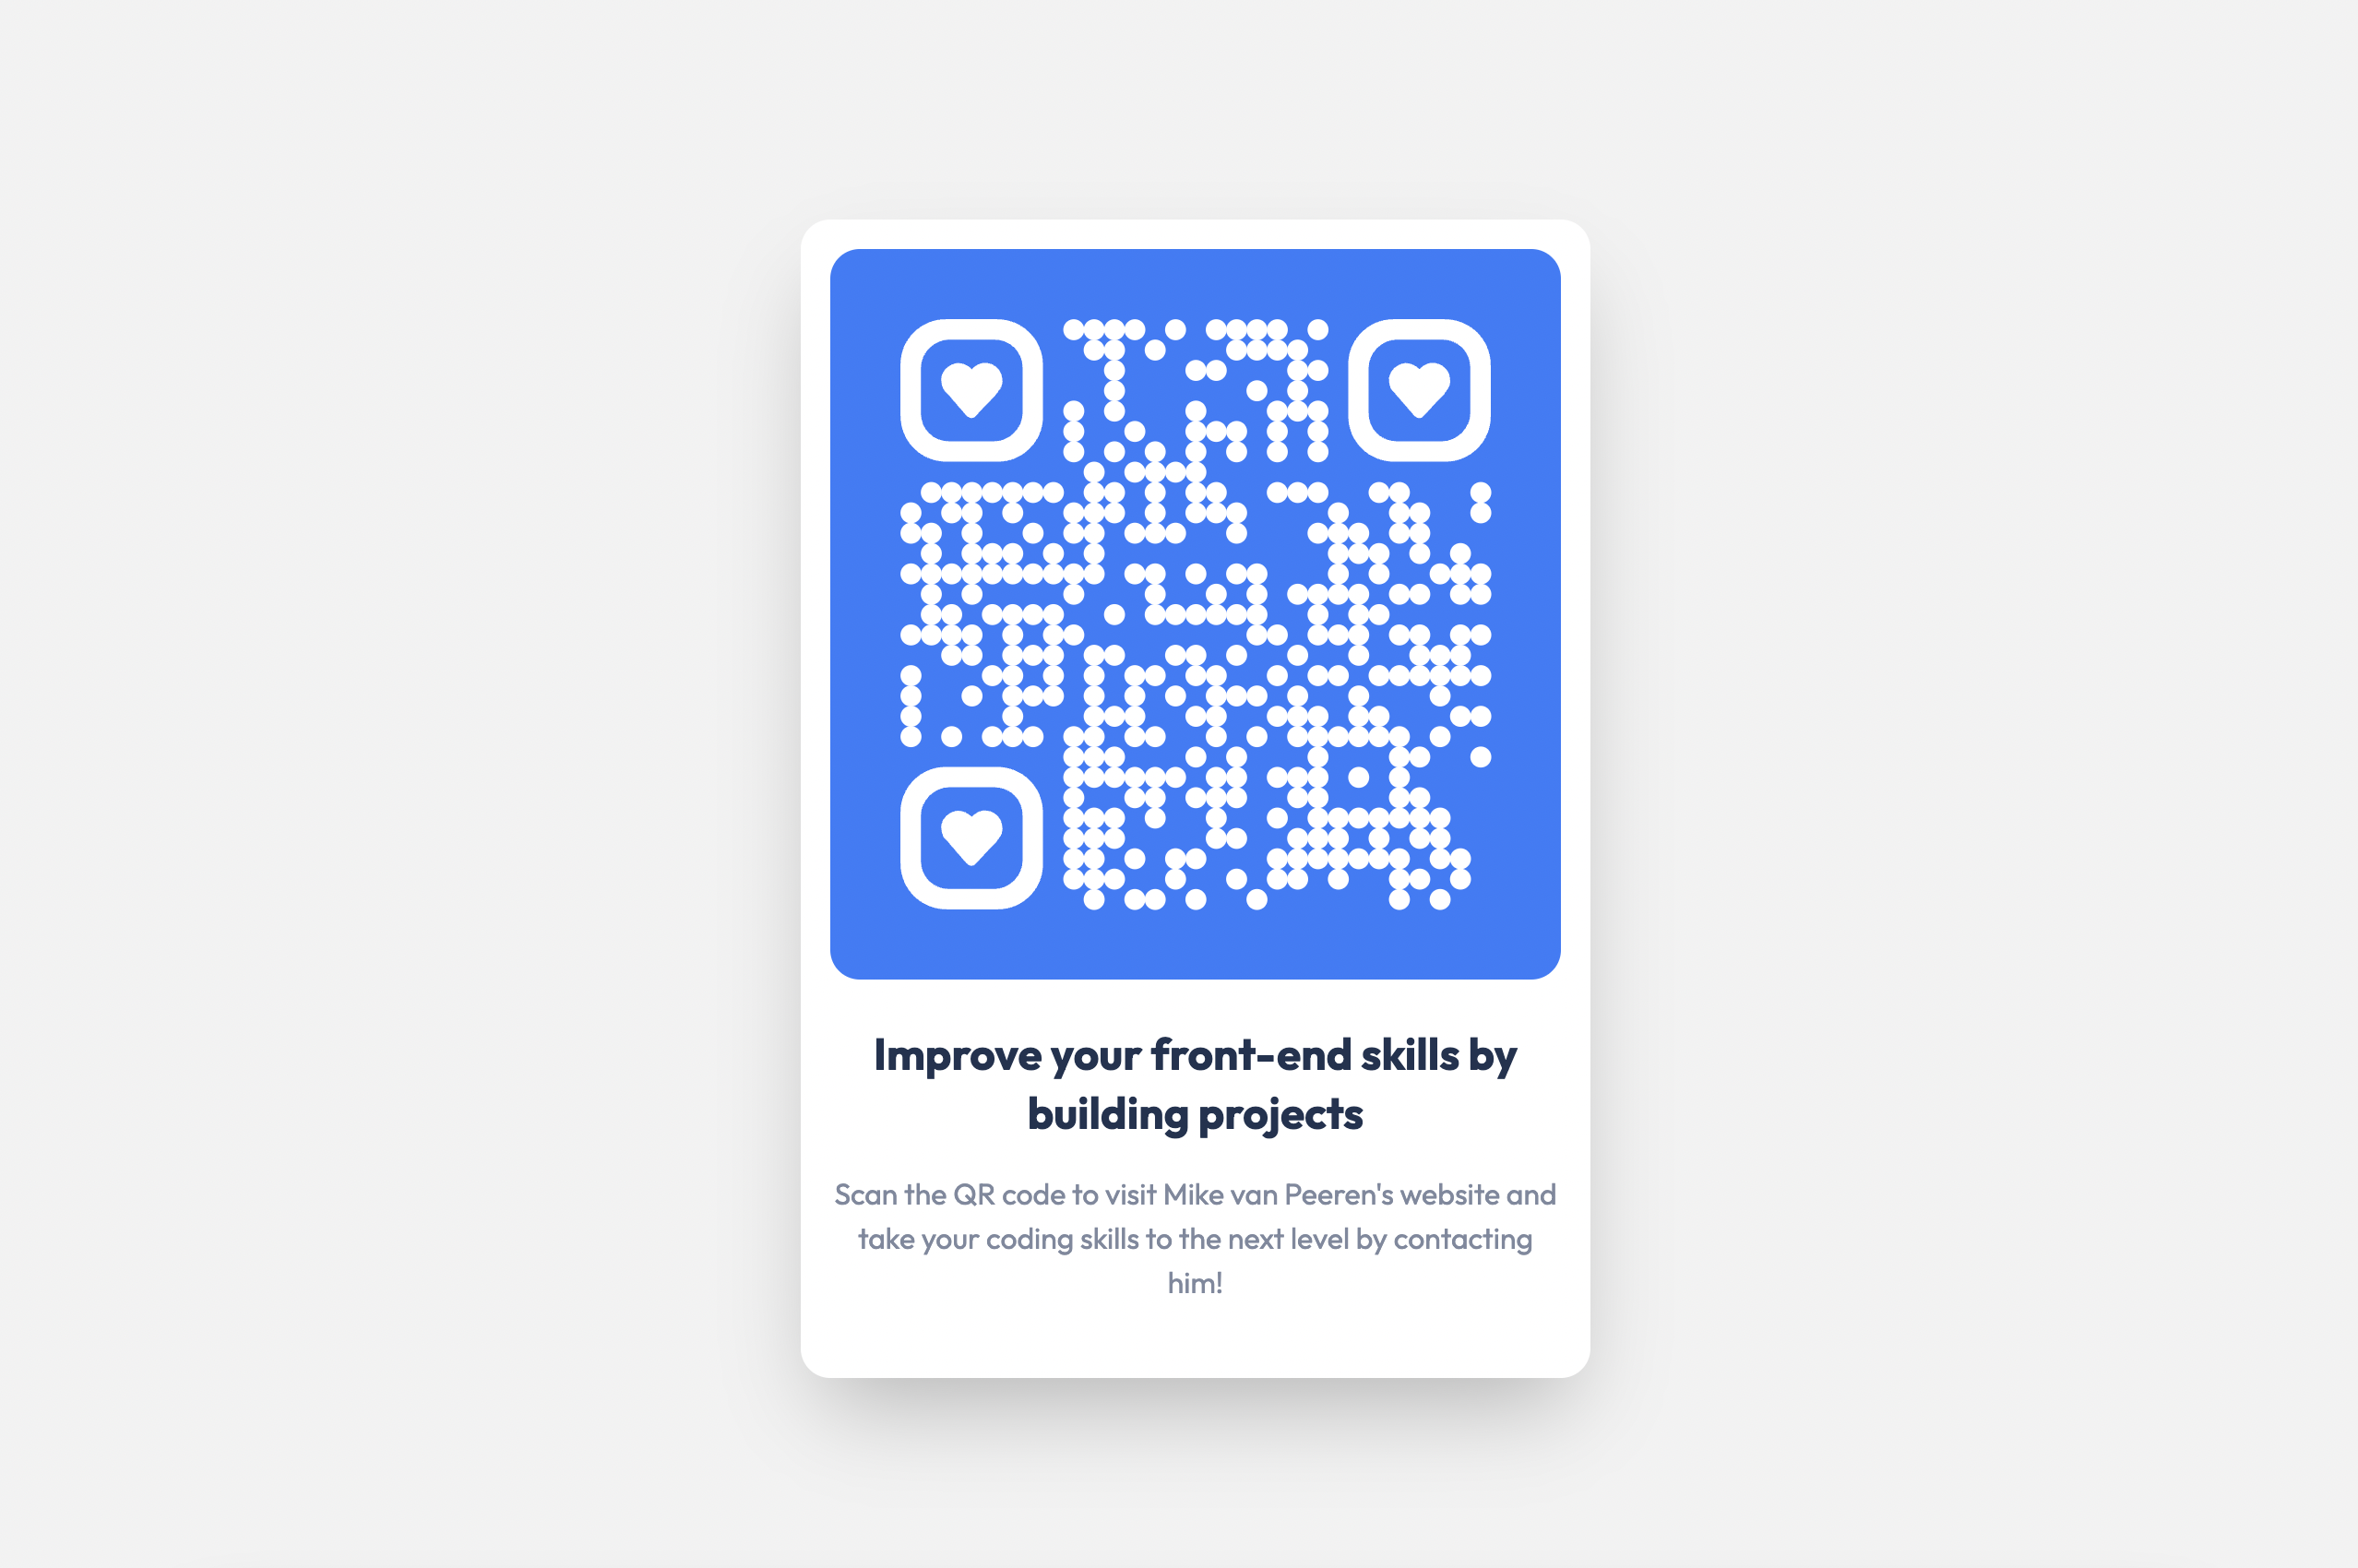 Improve your front-end skills by
building projects
Scan the QR code to visit Mike van Peeren's website and
take your coding skills to the next level by contacting
him!